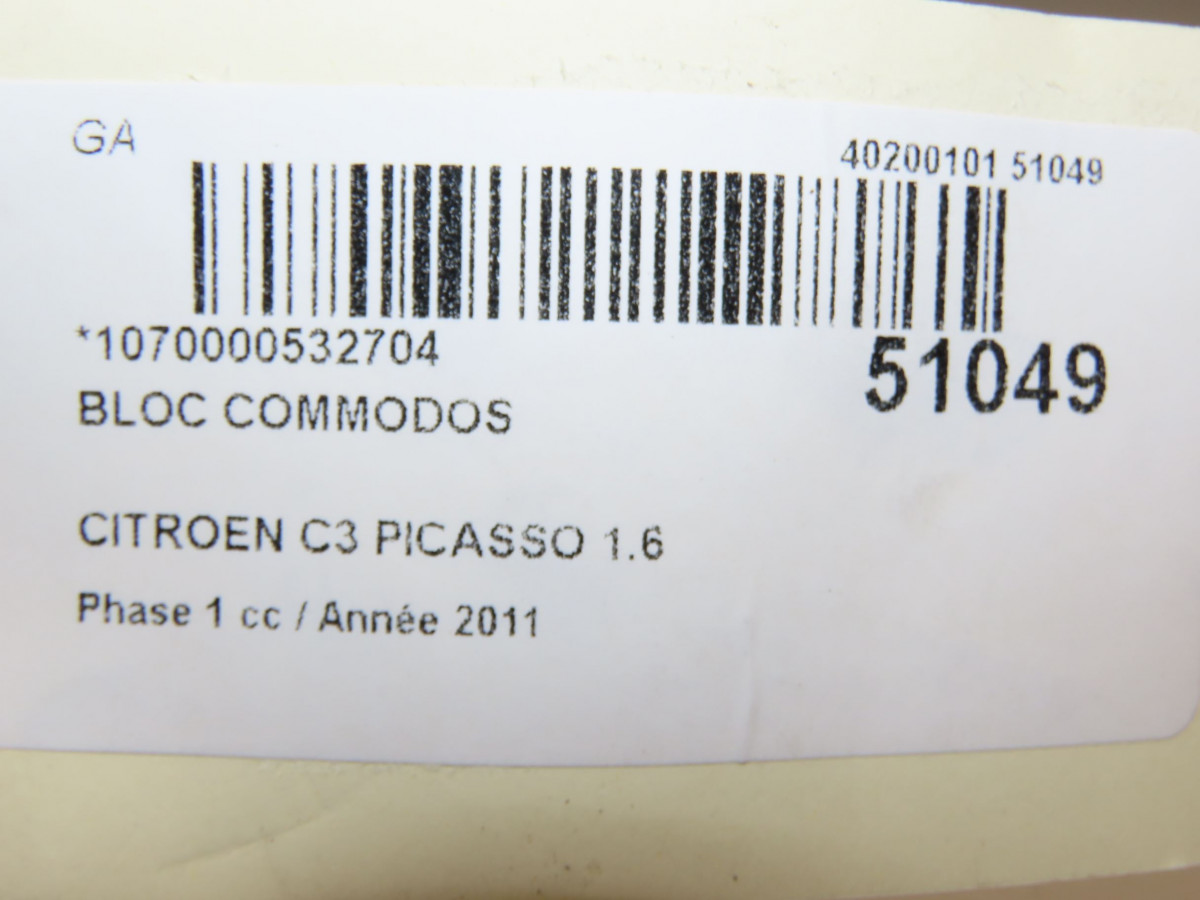 GA
40200101 51049
*1070000532704
51049
BLOC COMMODOS
CITROEN C3 PICASSO 1.6
Phase 1 cc / Année 2011